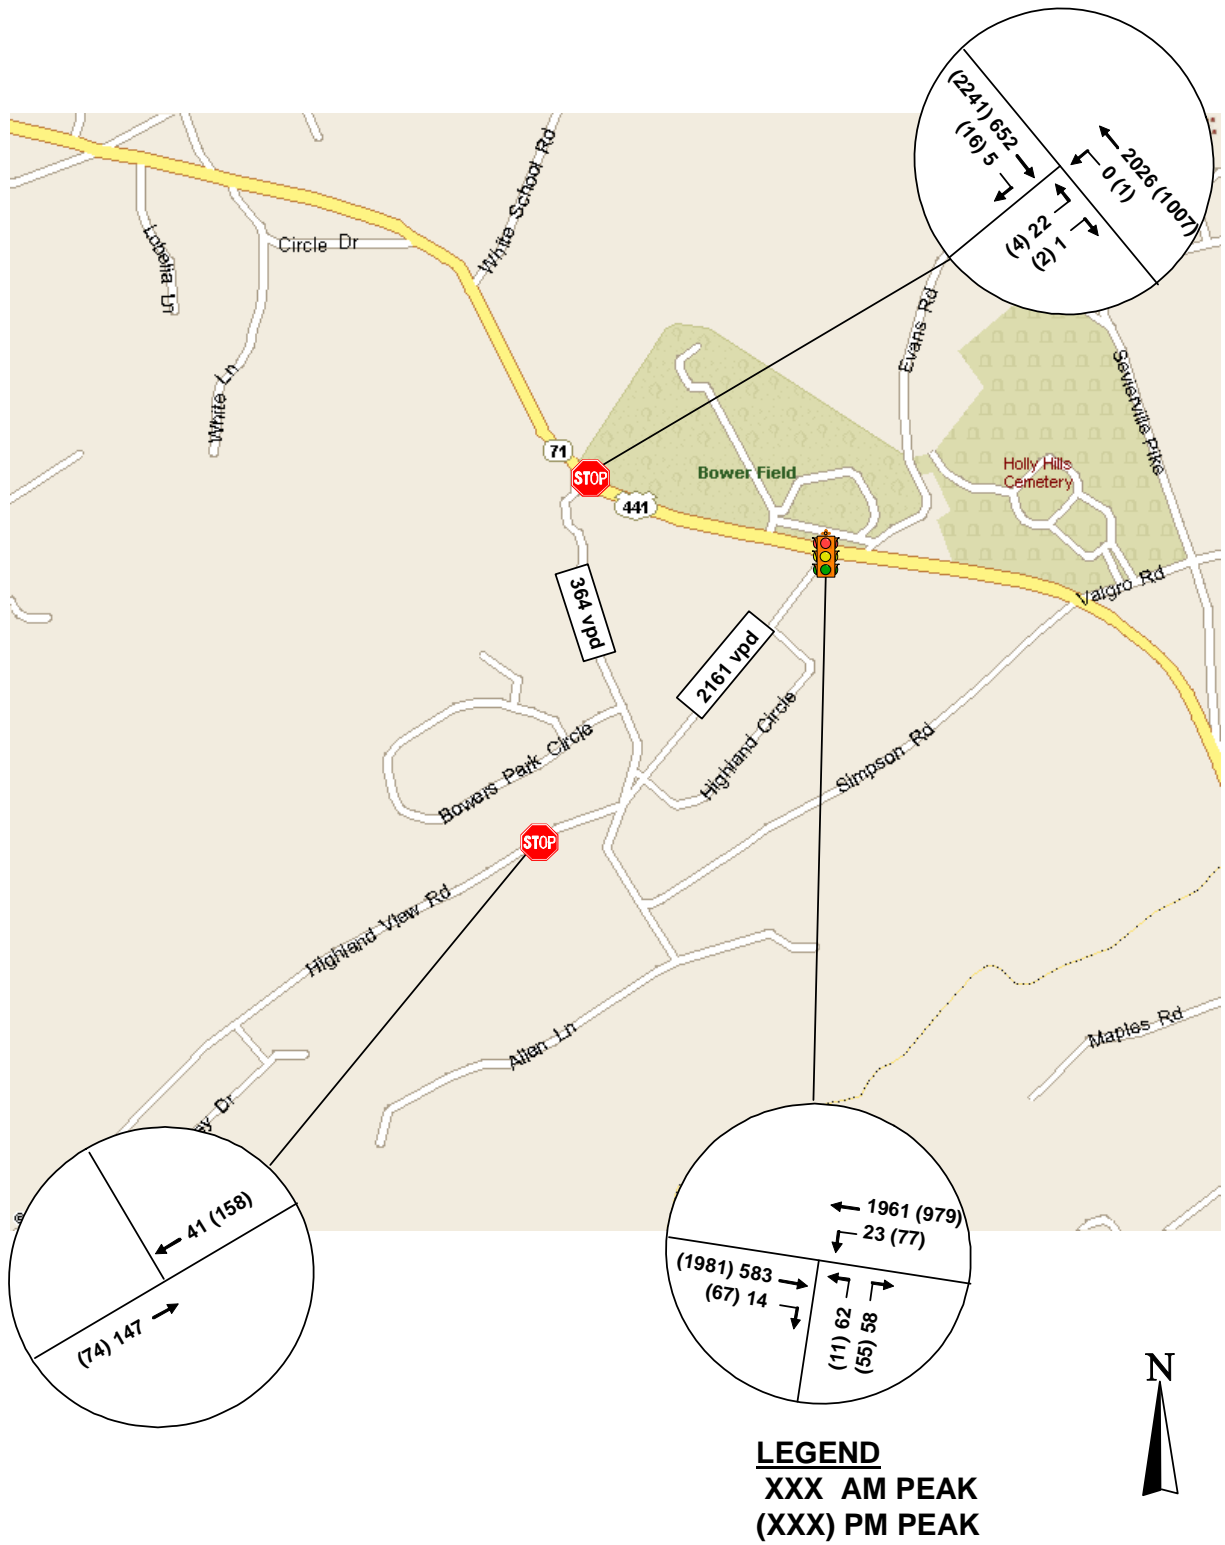 (2241) 652
(16) 5
2026 (1007)
0 (1)
(4) 22
(2) 1
White School Rd
Lobelia Ln
Circle Dr
White Ln
Evans Rd
Sevierville Pike
71
STOP
Bower Field
Holly Hills
Cemetery
441
Valgro Rd
364 vpd
2161 vpd
Highland Circle
Simpson Rd
Bowers Park Circle
STOP
Highland View Rd
Allen Ln
Maples Rd
ey Dr
©
41 (158)
(74) 147
1961 (979)
23 (77)
(1981) 583
(67) 14
(11) 62
(55) 58
N
LEGEND
XXX AM PEAK
(XXX) PM PEAK